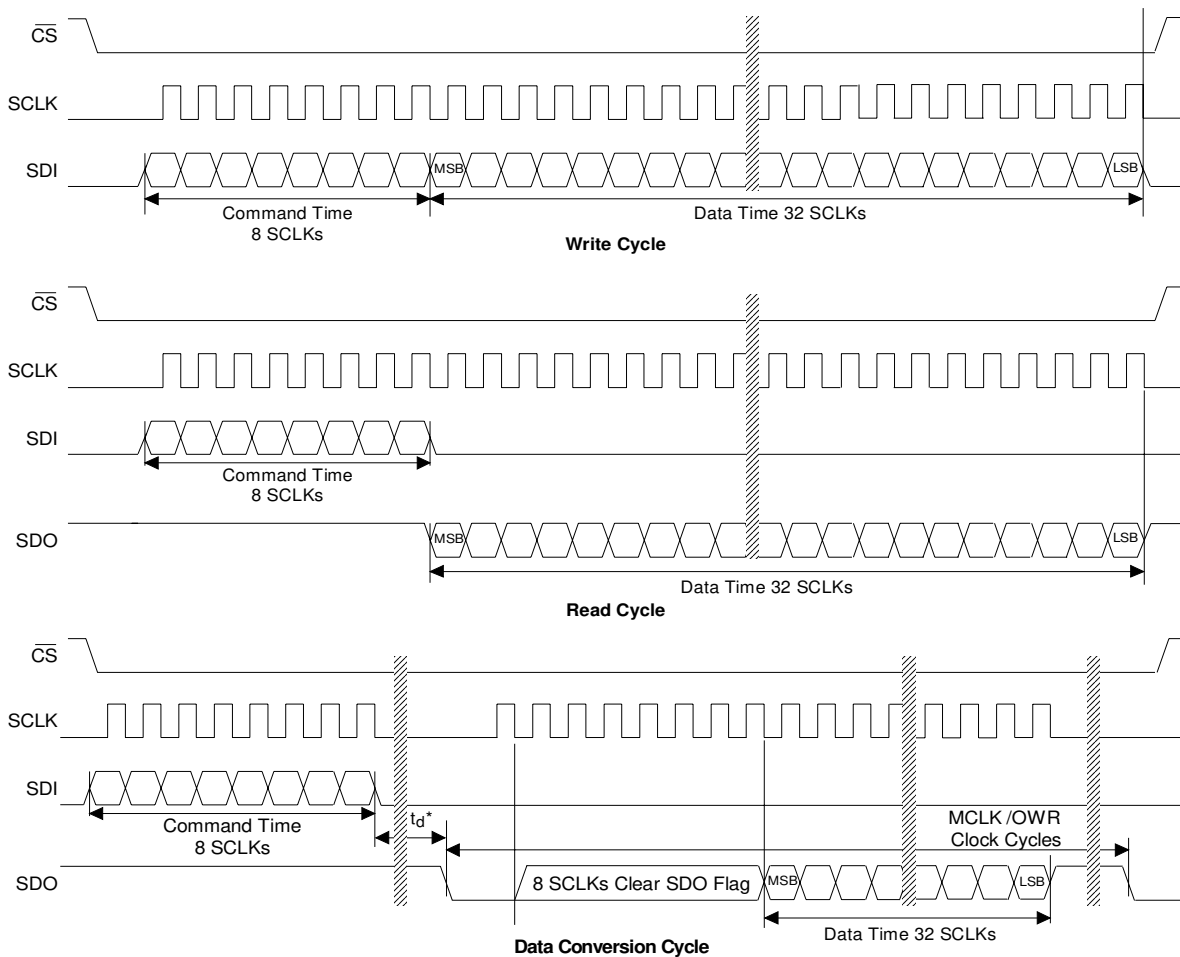 CS
SCLK
SDI
MSB
LSB
Command Time
8 SCLKs
Data Time 32 SCLKs
Write Cycle
CS
SCLK
SDI
Command Time
8 SCLKs
SDO
MSB
LSB
Data Time 32 SCLKs
Read Cycle
CS
SCLK
SDI
Command Time
8 SCLKs
td*
MCLK /OWR
Clock Cycles
SDO
8 SCLKs Clear SDO Flag
MSB
LSB
Data Time 32 SCLKs
Data Conversion Cycle